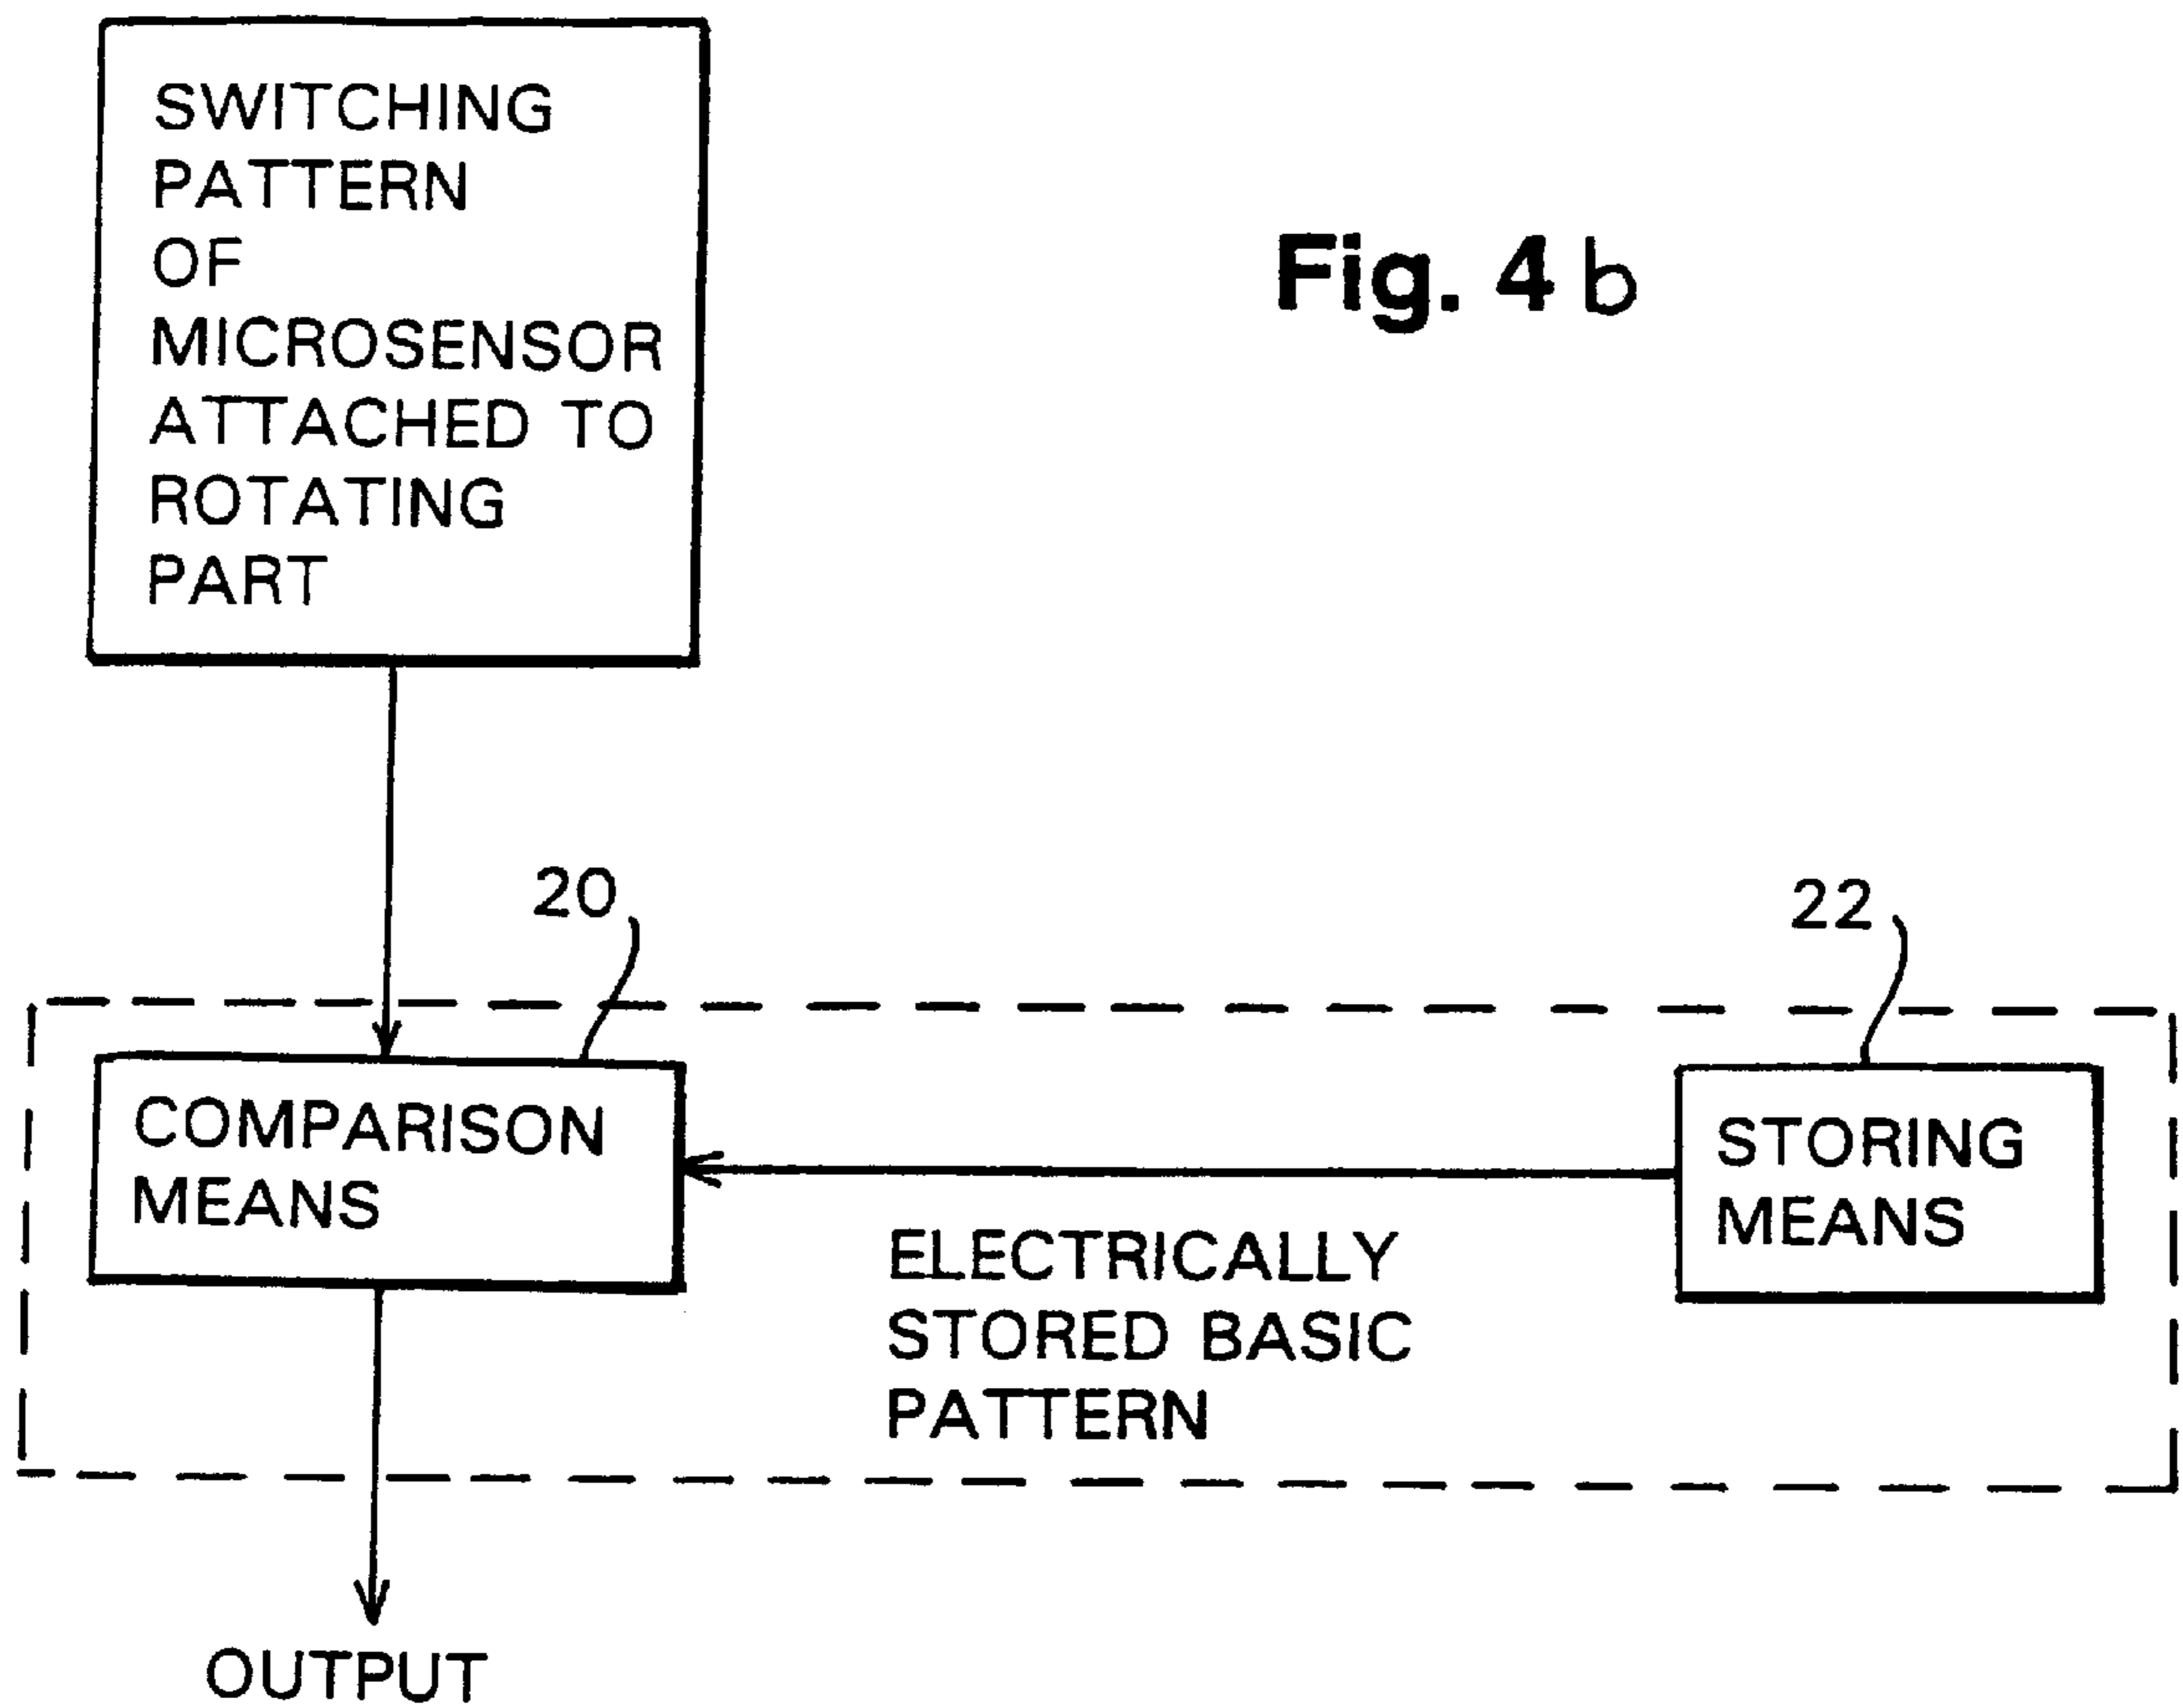 SWITCHING
PATTERN
OF
MICROSENSOR
ATTACHED TO
ROTATING
PART
Fig. 4 b
20
22
COMPARISON
MEANS
STORING
MEANS
ELECTRICALLY
STORED BASIC
PATTERN
OUTPUT